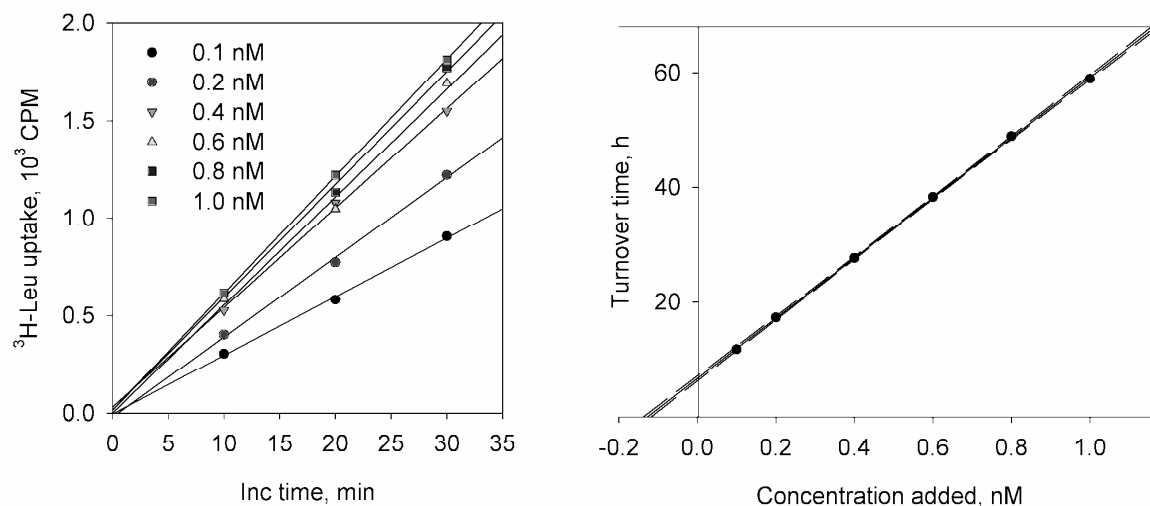 2.0
1.5
1.0
0.5
0.0
³H-Leu uptake, 10³ CPM
0.1 nM
0.2 nM
0.4 nM
0.6 nM
0.8 nM
1.0 nM
0 5 10 15 20 25 30 35
Inc time, min
60
40
20
Turnover time, h
-0.2 0.0 0.2 0.4 0.6 0.8 1.0
Concentration added, nM